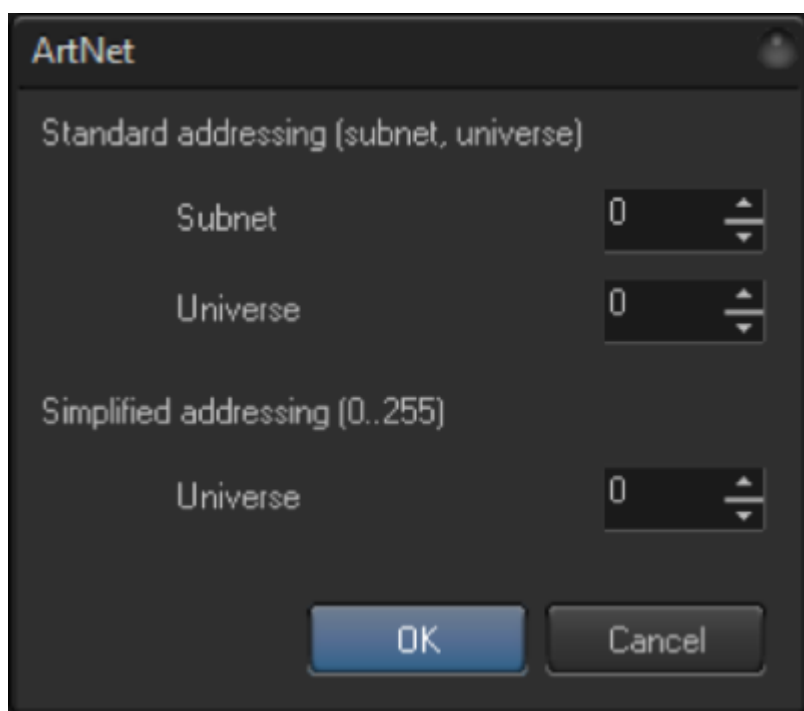 ArtNet
Standard addressing (subnet, universe)
Subnet 0
Universe 0
Simplified addressing (0..255)
Universe 0
OK Cancel